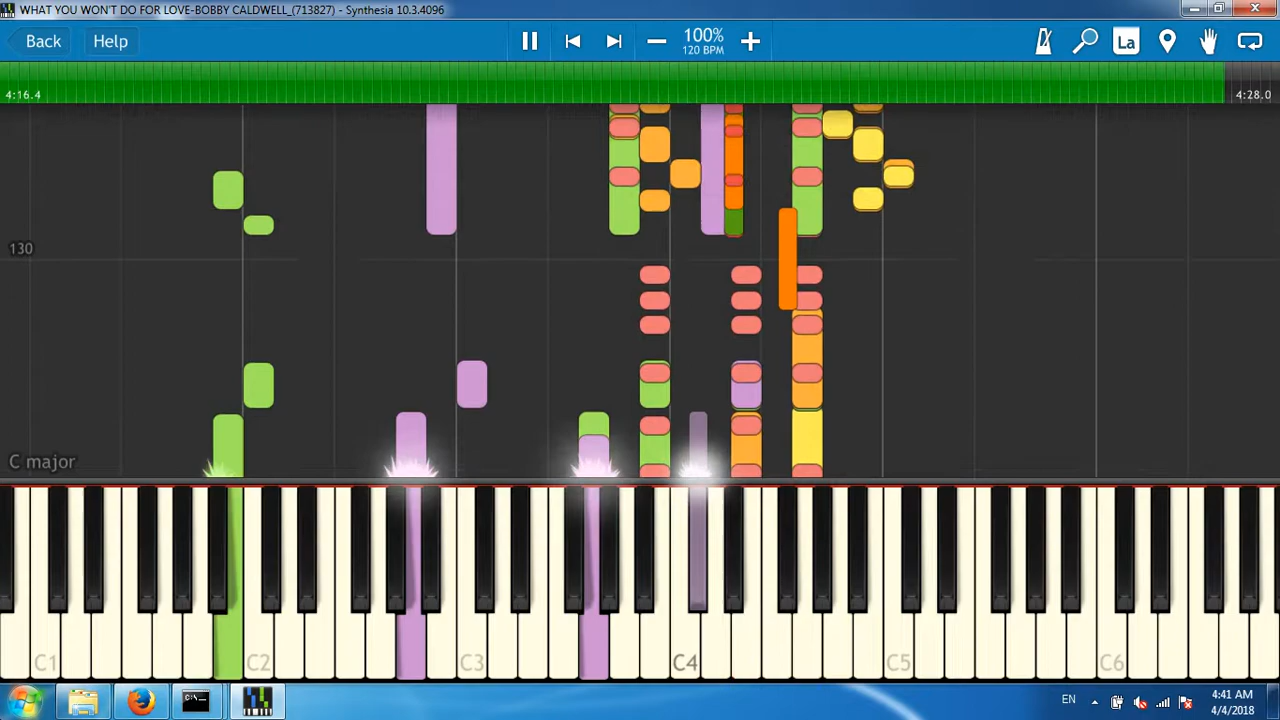 WHAT YOU WON'T DO FOR LOVE-BOBBY CALDWELL_(713827) - Synthesia 10.3.4096
Back
Help
100%
120 BPM
La
4:16.4
4:28.0
130
C major
C1
C2
C3
C4
C5
C6
EN
4:41 AM
4/4/2018